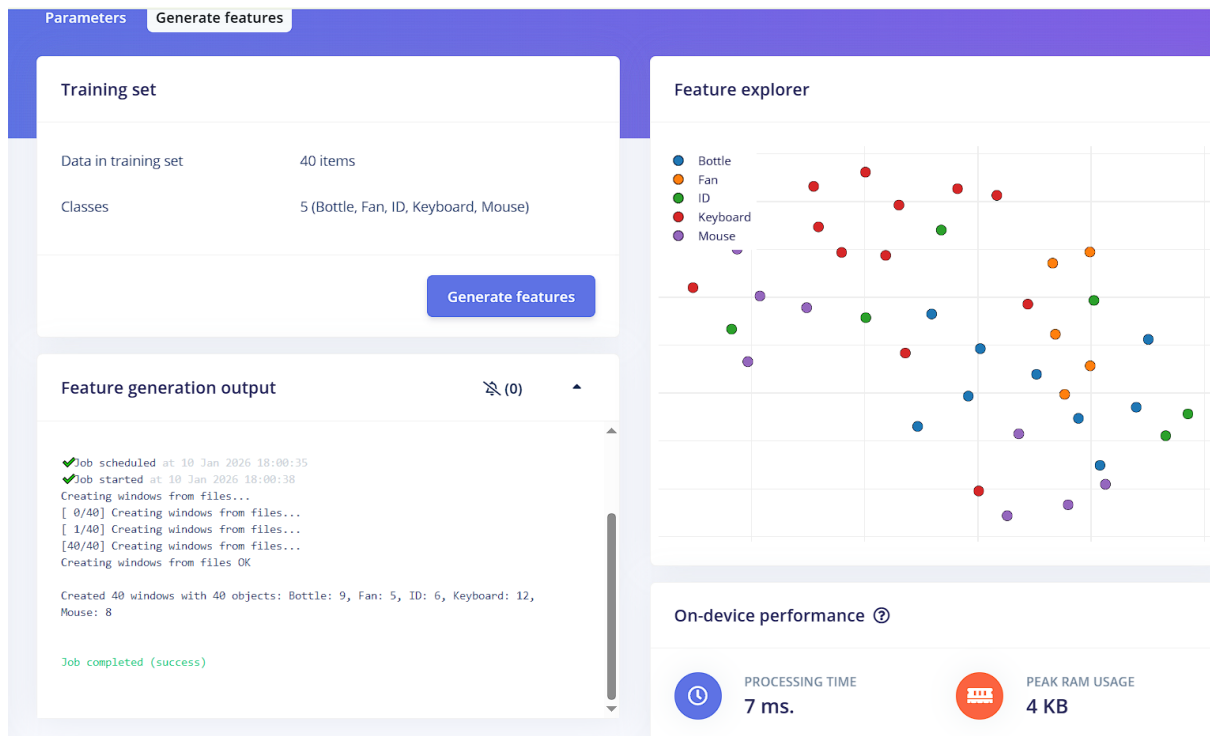 Parameters
Generate features
Training set
Data in training set 40 items
Classes 5 (Bottle, Fan, ID, Keyboard, Mouse)
Generate features
Feature generation output (0)
Job scheduled at 10 Jan 2026 18:00:35
Job started at 10 Jan 2026 18:00:38
Creating windows from files...
[ 0/40] Creating windows from files...
[ 1/40] Creating windows from files...
[40/40] Creating windows from files...
Creating windows from files OK
Created 40 windows with 40 objects: Bottle: 9, Fan: 5, ID: 6, Keyboard: 12,
Mouse: 8
Job completed (success)
Feature explorer
Bottle
Fan
ID
Keyboard
Mouse
On-device performance ?
PROCESSING TIME
7 ms.
PEAK RAM USAGE
4 KB